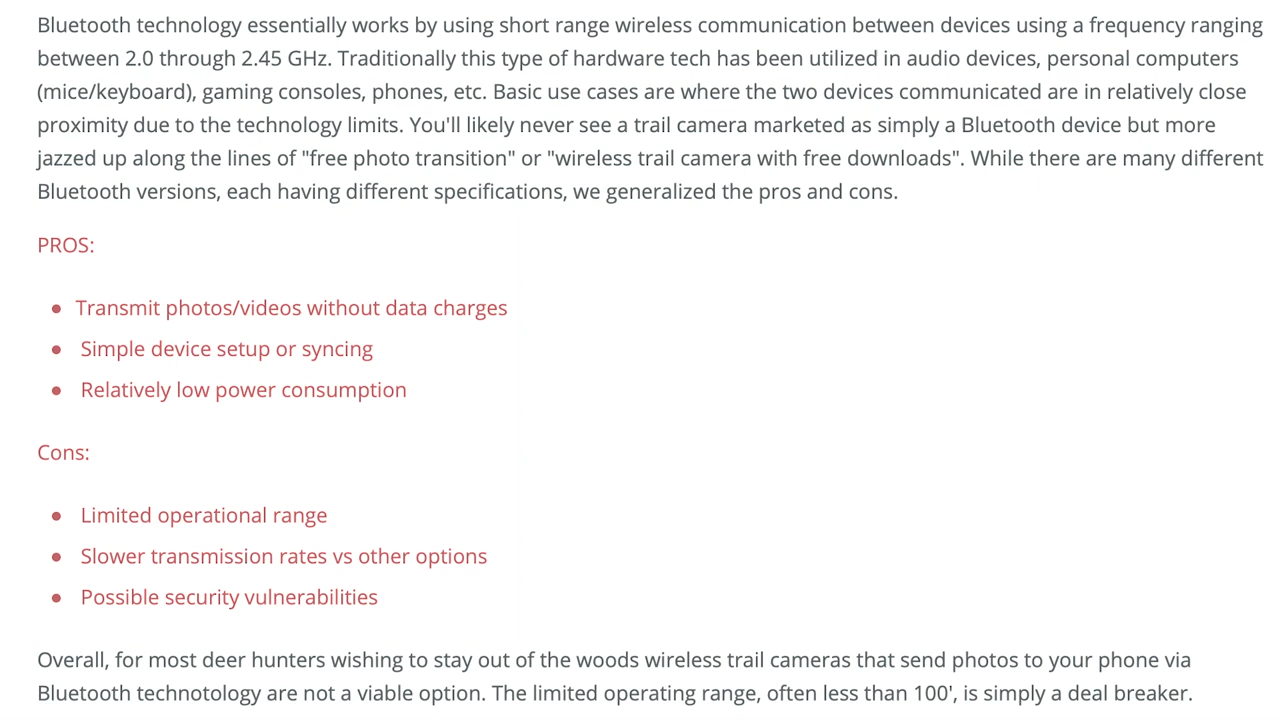 Bluetooth technology essentially works by using short range wireless communication between devices using a frequency ranging
between 2.0 through 2.45 GHz. Traditionally this type of hardware tech has been utilized in audio devices, personal computers
(mice/keyboard), gaming consoles, phones, etc. Basic use cases are where the two devices communicated are in relatively close
proximity due to the technology limits. You'll likely never see a trail camera marketed as simply a Bluetooth device but more
jazzed up along the lines of "free photo transition" or "wireless trail camera with free downloads". While there are many different
Bluetooth versions, each having different specifications, we generalized the pros and cons.
PROS:
● Transmit photos/videos without data charges
● Simple device setup or syncing
● Relatively low power consumption
Cons:
● Limited operational range
● Slower transmission rates vs other options
● Possible security vulnerabilities
Overall, for most deer hunters wishing to stay out of the woods wireless trail cameras that send photos to your phone via
Bluetooth technotology are not a viable option. The limited operating range, often less than 100', is simply a deal breaker.